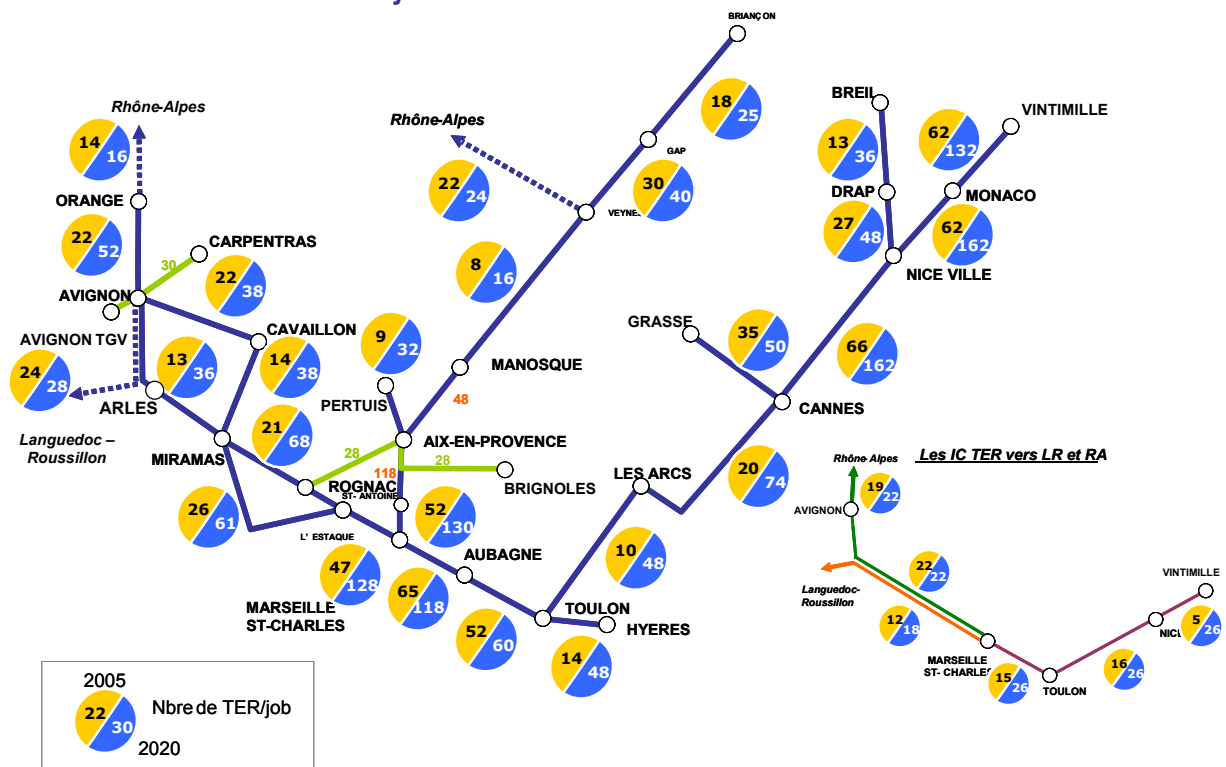 BRIANÇON
18
25
BREIL
VINTIMILLE
Rhône-Alpes
14
16
Rhône-Alpes
13
36
62
132
GAP
22
24
30
40
ORANGE
DRAP
MONACO
VEYNES
22
52
27
48
62
162
CARPENTRAS
30
NICE VILLE
22
38
8
16
AVIGNON
AVIGNON TGV
GRASSE
35
50
66
162
CAVAILLON
9
32
24
28
13
36
14
38
MANOSQUE
PERTUIS
48
ARLES
CANNES
Languedoc –
Roussillon
21
68
MIRAMAS
AIX-EN-PROVENCE
28
118
28
LES ARCS
20
74
Les IC TER vers LR et RA
Rhône-Alpes
19
22
ROGNAC
ST- ANTOINE
BRIGNOLES
AVIGNON
26
61
52
130
L' ESTAQUE
AUBAGNE
10
48
47
128
65
118
22
22
VINTIMILLE
Languedoc-
Roussillon
MARSEILLE
ST-CHARLES
TOULON
HYERES
52
60
12
18
NICE
5
26
14
48
MARSEILLE
ST- CHARLES
15
26
16
26
TOULON
2005
22
30
Nbre de TER/job
2020